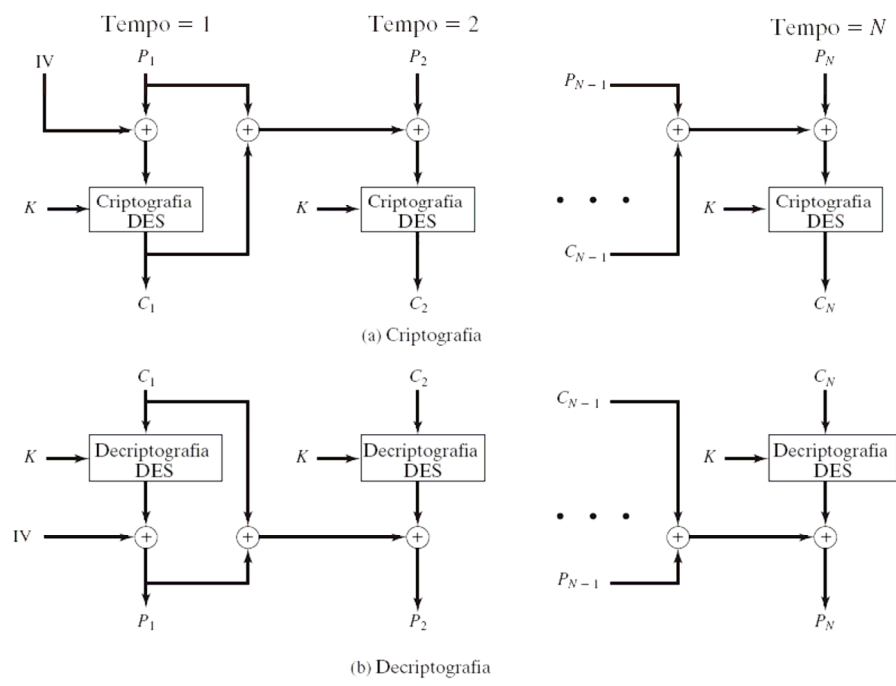 Tempo = 1 Tempo = 2 Tempo = N
IV P1 P2 PN−1 PN
+ + + + +
K Criptografia DES K Criptografia DES . . . K Criptografia DES
CN−1
C1 C2 CN
(a) Criptografia
C1 C2 CN−1 CN
K Decriptografia DES K Decriptografia DES K Decriptografia DES
. . .
IV + + + + +
PN−1
P1 P2 PN
(b) Decriptografia